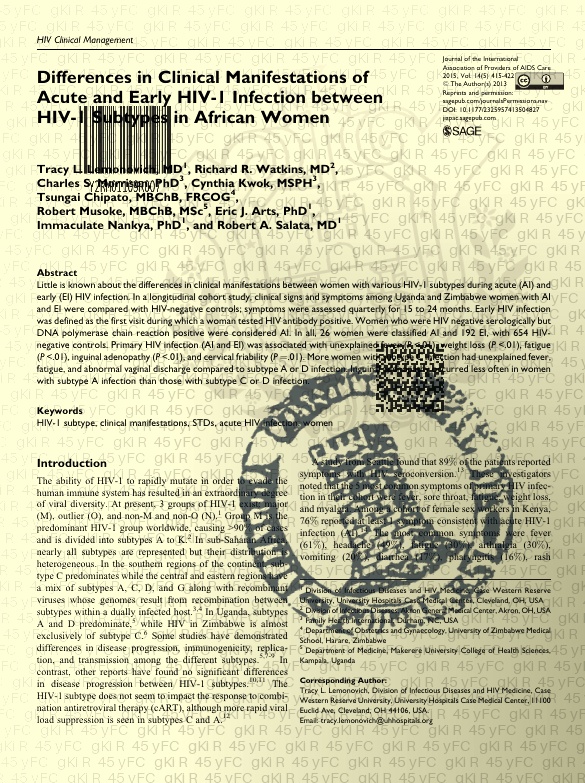 HIV Clinical Management
Differences in Clinical Manifestations of
Acute and Early HIV-1 Infection between
HIV-1 Subtypes in African Women
Journal of the International
Association of Providers of AIDS Care
2015, Vol. 14(5) 415-422
© The Author(s) 2013
Reprints and permission:
sagepub.com/journalsPermissions.nav
DOI: 10.1177/2325957413504827
jiapac.sagepub.com
SAGE
Tracy L. Lemonovich, MD1, Richard R. Watkins, MD2,
Charles S. Morrison, PhD3, Cynthia Kwok, MSPH3,
Tsungai Chipato, MBChB, FRCOG4,
Robert Musoke, MBChB, MSc5, Eric J. Arts, PhD1,
Immaculate Nankya, PhD1, and Robert A. Salata, MD1
Abstract
Little is known about the differences in clinical manifestations between women with various HIV-1 subtypes during acute (AI) and
early (EI) HIV infection. In a longitudinal cohort study, clinical signs and symptoms among Uganda and Zimbabwe women with AI
and EI were compared with HIV-negative controls; symptoms were assessed quarterly for 15 to 24 months. Early HIV infection
was defined as the first visit during which a woman tested HIV antibody positive. Women who were HIV negative serologically but
DNA polymerase chain reaction positive were considered AI. In all, 26 women were classified AI and 192 EI, with 654 HIV-
negative controls. Primary HIV infection (AI and EI) was associated with unexplained fever (P <.01), weight loss (P <.01), fatigue
(P <.01), inguinal adenopathy (P <.01), and cervical friability (P =.01). More women with infection had unexplained fever,
fatigue, and abnormal vaginal discharge compared to subtype A or D infection. Inguinal occurred less often in women
with subtype A infection than those with subtype C or D infection.
Keywords
HIV-1 subtype, clinical manifestations, STDs, acute HIV infection, women
Introduction
The ability of HIV-1 to rapidly mutate in order to evade the
human immune system has resulted in an extraordinary degree
of viral diversity. At present, 3 groups of HIV-1 exist: major
(M), outlier (O), and non-M and non-O (N).1 Group M is the
predominant HIV-1 group worldwide, causing >90% of cases
and is divided into subtypes A to K.2 In sub-Saharan Africa
nearly all subtypes are represented but their distribution is
heterogeneous. In the southern regions of the continent, sub-
type C predominates while the central and eastern regions have
a mix of subtypes A, C, D, and G along with recombinant
viruses whose genomes result from recombination between
subtypes within a dually infected host.3,4 In Uganda, subtypes
A and D predominate,5 while HIV in Zimbabwe is almost
exclusively of subtype C.6 Some studies have demonstrated
differences in disease progression, immunogenicity, replica-
tion, and transmission among the different subtypes.5,7-9 In
contrast, other reports have found no significant differences
in disease progression between HIV-1 subtypes.10,11 The
HIV-1 subtype does not seem to impact the response to combi-
nation antiretroviral therapy (cART), although more rapid viral
load suppression is seen in subtypes C and A.12
A study from Seattle found that 89% of the patients reported
symptoms with HIV seroconversion. These investigators
noted that the 5 most common symptoms of primary HIV infec-
tion in their cohort were fever, sore throat, fatigue, weight loss,
and myalgia. Among a cohort of female sex workers in Kenya,
76% reported at least 1 symptom consistent with acute HIV-1
infection (AI). The most common symptoms were fever
(61%), headache (49%), fatigue (30%), arthralgia (30%),
vomiting (20%), diarrhea (17%), pharyngitis (16%), rash
1 Division of Infectious Diseases and HIV Medicine, Case Western Reserve
University, University Hospitals Case Medical Center, Cleveland, OH, USA
2 Division of Infectious Diseases, Akron General Medical Center, Akron, OH, USA
3 Family Health International, Durham, NC, USA
4 Department of Obstetrics and Gynaecology, University of Zimbabwe Medical
School, Harare, Zimbabwe
5 Department of Medicine, Makerere University College of Health Sciences,
Kampala, Uganda
Corresponding Author:
Tracy L. Lemonovich, Division of Infectious Diseases and HIV Medicine, Case
Western Reserve University, University Hospitals Case Medical Center, 11100
Euclid Ave, Cleveland, OH 44106, USA.
Email: tracy.lemonovich@uhhospitals.org